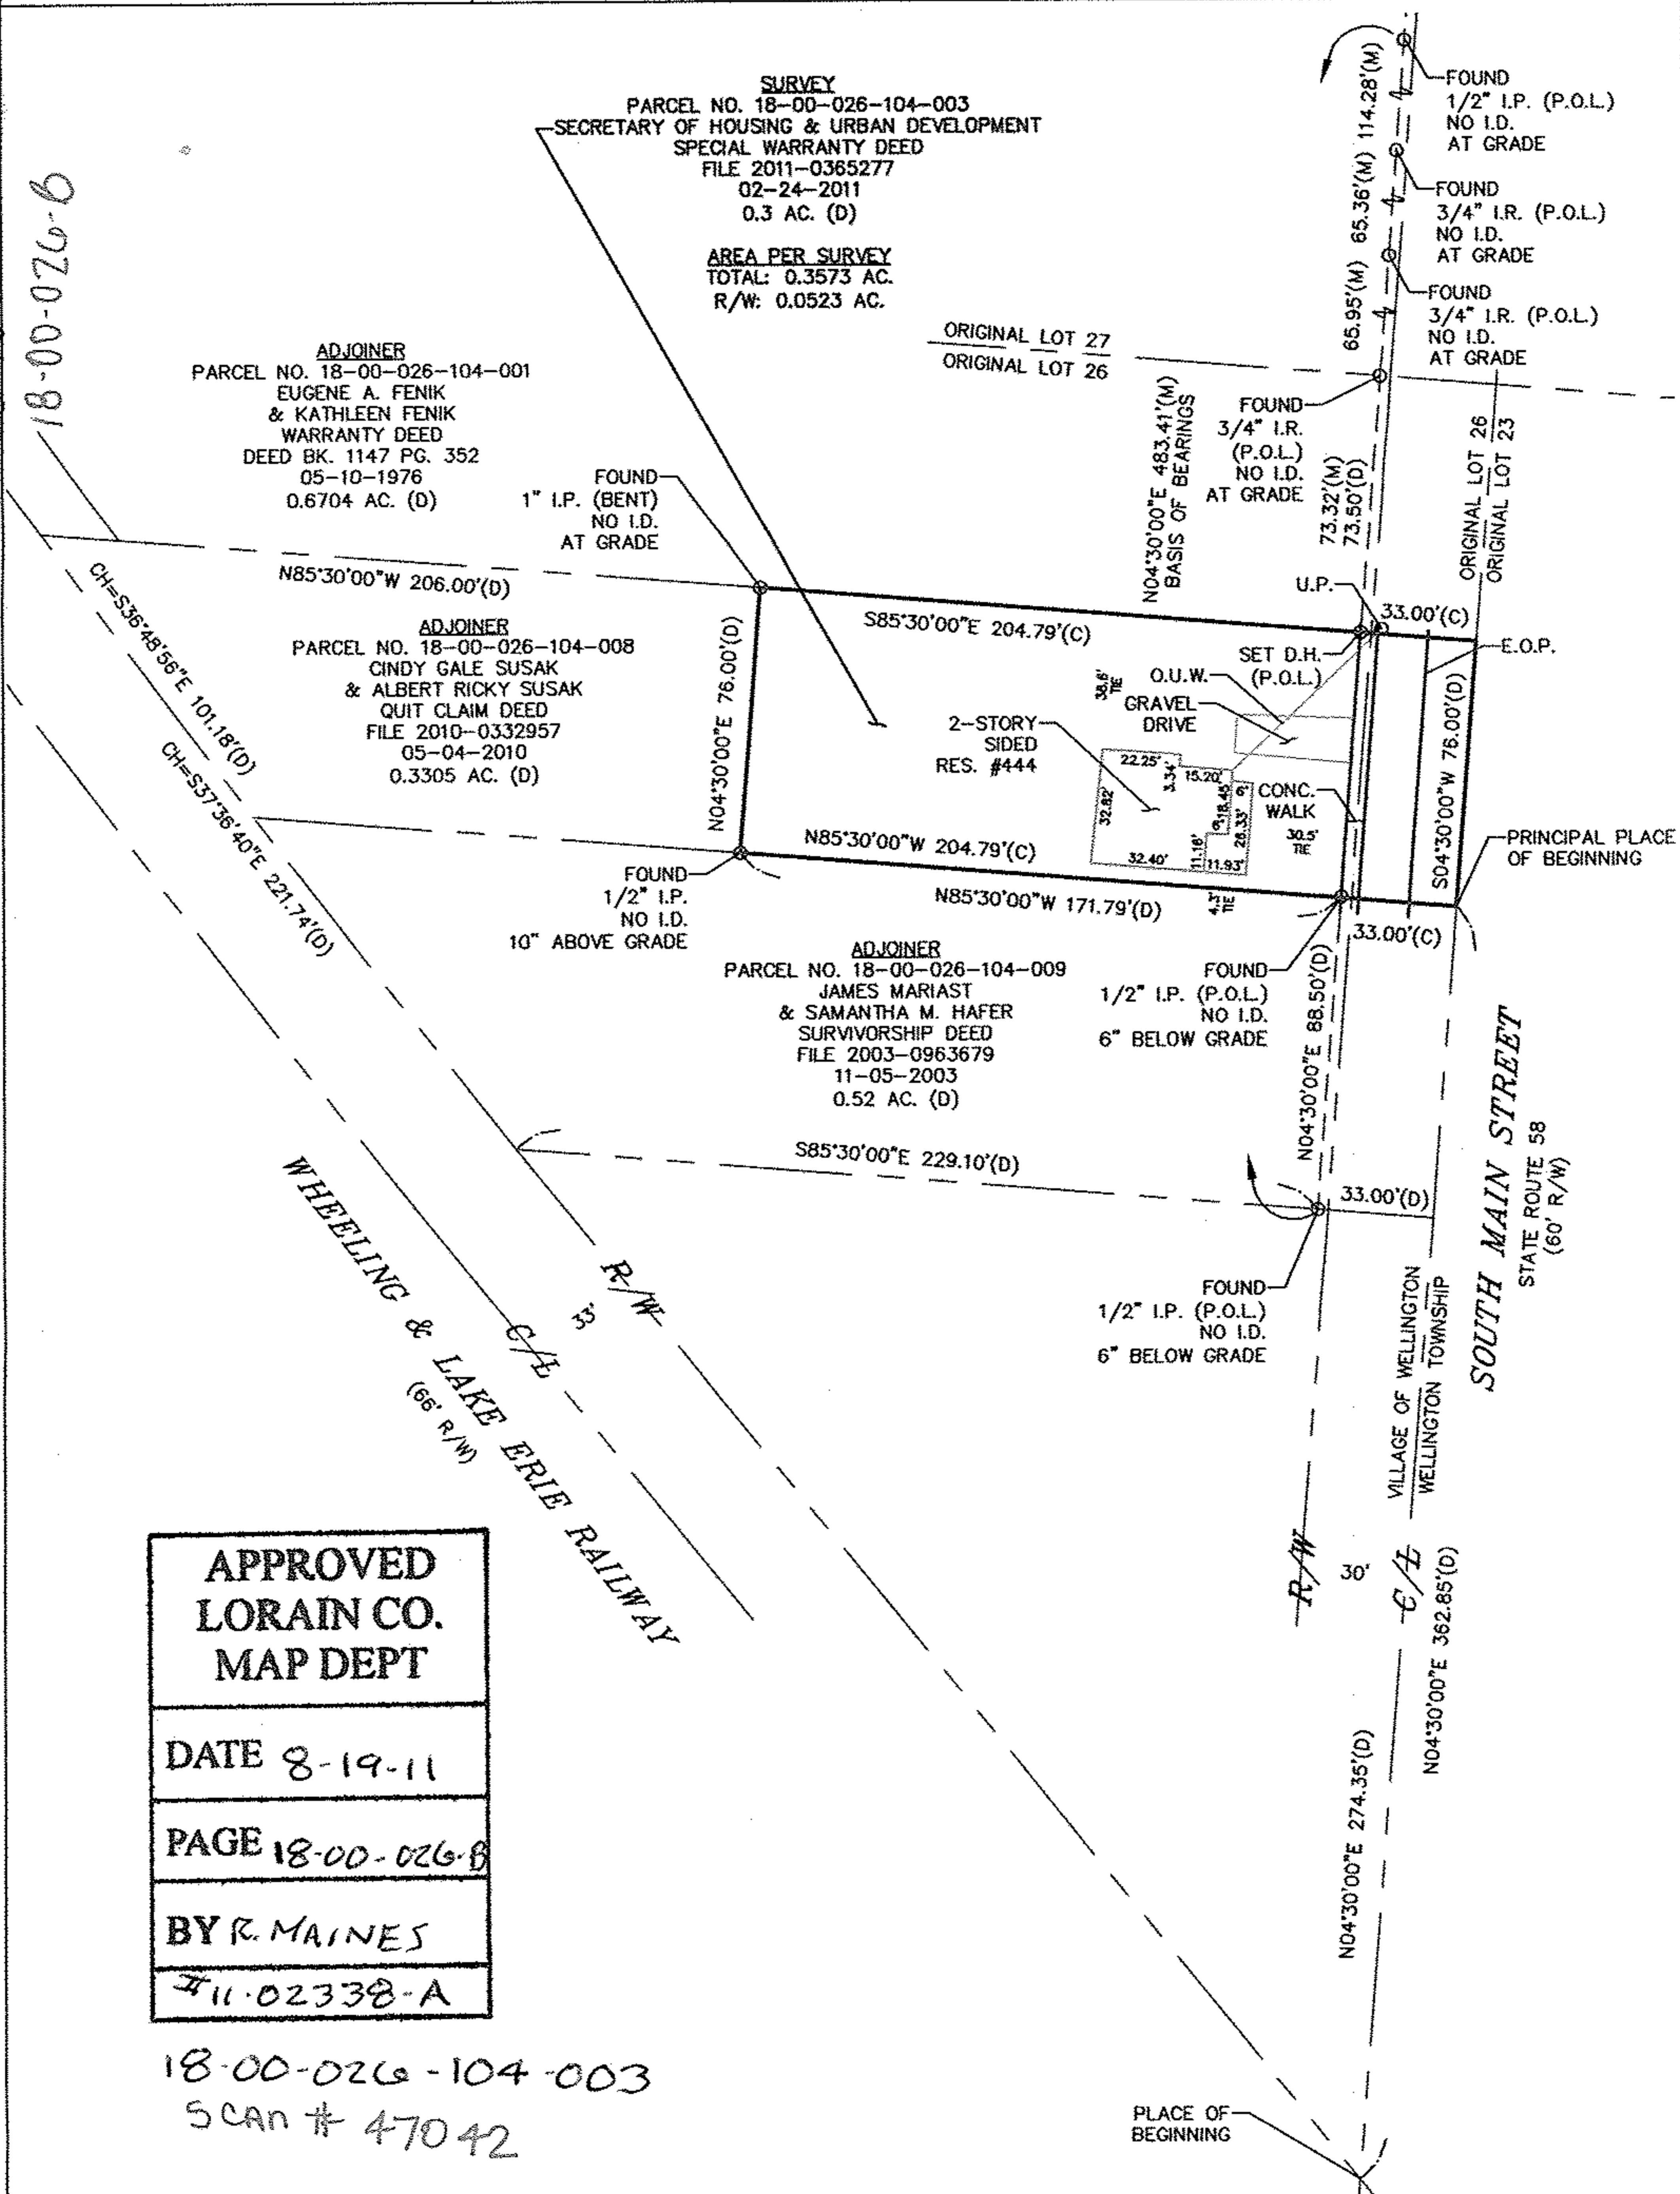 SURVEY
PARCEL NO. 18-00-026-104-003
SECRETARY OF HOUSING & URBAN DEVELOPMENT
SPECIAL WARRANTY DEED
FILE 2011-0365277
02-24-2011
0.3 AC. (D)
AREA PER SURVEY
TOTAL: 0.3573 AC.
R/W: 0.0523 AC.
18-00-026-B
114.28'(M)
65.36'(M)
65.95'(M)
FOUND
1/2" I.P. (P.O.L.)
NO I.D.
AT GRADE
FOUND
3/4" I.R. (P.O.L.)
NO I.D.
AT GRADE
FOUND
3/4" I.R. (P.O.L.)
NO I.D.
AT GRADE
ORIGINAL LOT 27
ORIGINAL LOT 26
ADJOINER
PARCEL NO. 18-00-026-104-001
EUGENE A. FENIK
& KATHLEEN FENIK
WARRANTY DEED
DEED BK. 1147 PG. 352
05-10-1976
0.6704 AC. (D)
FOUND
1" I.P. (BENT)
NO I.D.
AT GRADE
N04°30'00"E 483.41'(M)
BASIS OF BEARINGS
FOUND
3/4" I.R.
(P.O.L.)
NO I.D.
AT GRADE
73.32'(M)
73.50'(D)
ORIGINAL LOT 26
ORIGINAL LOT 23
N85°30'00"W 206.00'(D)
CH=S36°48'56"E 101.18'(D)
CH=S37°36'40"E 221.74'(D)
ADJOINER
PARCEL NO. 18-00-026-104-008
CINDY GALE SUSAK
& ALBERT RICKY SUSAK
QUIT CLAIM DEED
FILE 2010-0332957
05-04-2010
0.3305 AC. (D)
N04°30'00"E 76.00'(D)
S85°30'00"E 204.79'(C)
U.P.
33.00'(C)
E.O.P.
SET D.H.
(P.O.L.)
O.U.W.
GRAVEL
DRIVE
38.6'
TIE
2-STORY
SIDED
RES. #444
22.25'
3.34'
15.20'
32.82'
18.45'
6'
6'
26.33'
11.16'
11.93'
32.40'
CONC.
WALK
30.5'
TIE
S04°30'00"W 76.00'(D)
PRINCIPAL PLACE
OF BEGINNING
N85°30'00"W 204.79'(C)
N85°30'00"W 171.79'(D)
4.3'
TIE
33.00'(C)
FOUND
1/2" I.P.
NO I.D.
10" ABOVE GRADE
ADJOINER
PARCEL NO. 18-00-026-104-009
JAMES MARIAST
& SAMANTHA M. HAFER
SURVIVORSHIP DEED
FILE 2003-0963679
11-05-2003
0.52 AC. (D)
FOUND
1/2" I.P. (P.O.L.)
NO I.D.
6" BELOW GRADE
N04°30'00"E 88.50'(D)
S85°30'00"E 229.10'(D)
33.00'(D)
SOUTH MAIN STREET
STATE ROUTE 58
(60' R/W)
FOUND
1/2" I.P. (P.O.L.)
NO I.D.
6" BELOW GRADE
VILLAGE OF WELLINGTON
WELLINGTON TOWNSHIP
WHEELING & LAKE ERIE RAILWAY
(66' R/W)
C/L
33'
R/W
R/W
30'
C/L
N04°30'00"E 362.85'(D)
N04°30'00"E 274.35'(D)
APPROVED
LORAIN CO.
MAP DEPT
DATE 8-19-11
PAGE 18-00-026-B
BY R. MAINES
#11-02338-A
18-00-026-104-003
SCAN # 47042
PLACE OF
BEGINNING